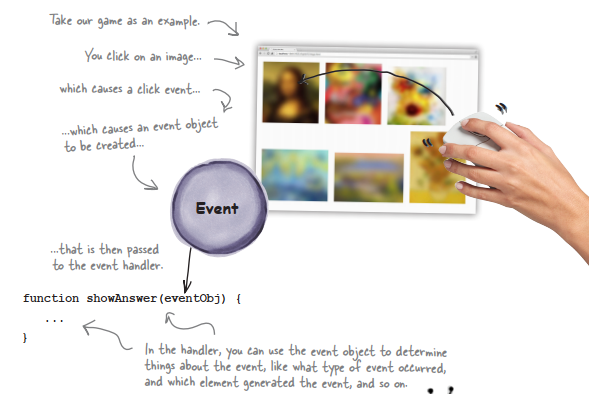 Take our game as an example.
You click on an image...
which causes a click event...
...which causes an event object
to be created...
Event
...that is then passed
to the event handler.
function showAnswer(eventObj) {
...
}
In the handler, you can use the event object to determine
things about the event, like what type of event occurred,
and which element generated the event, and so on.